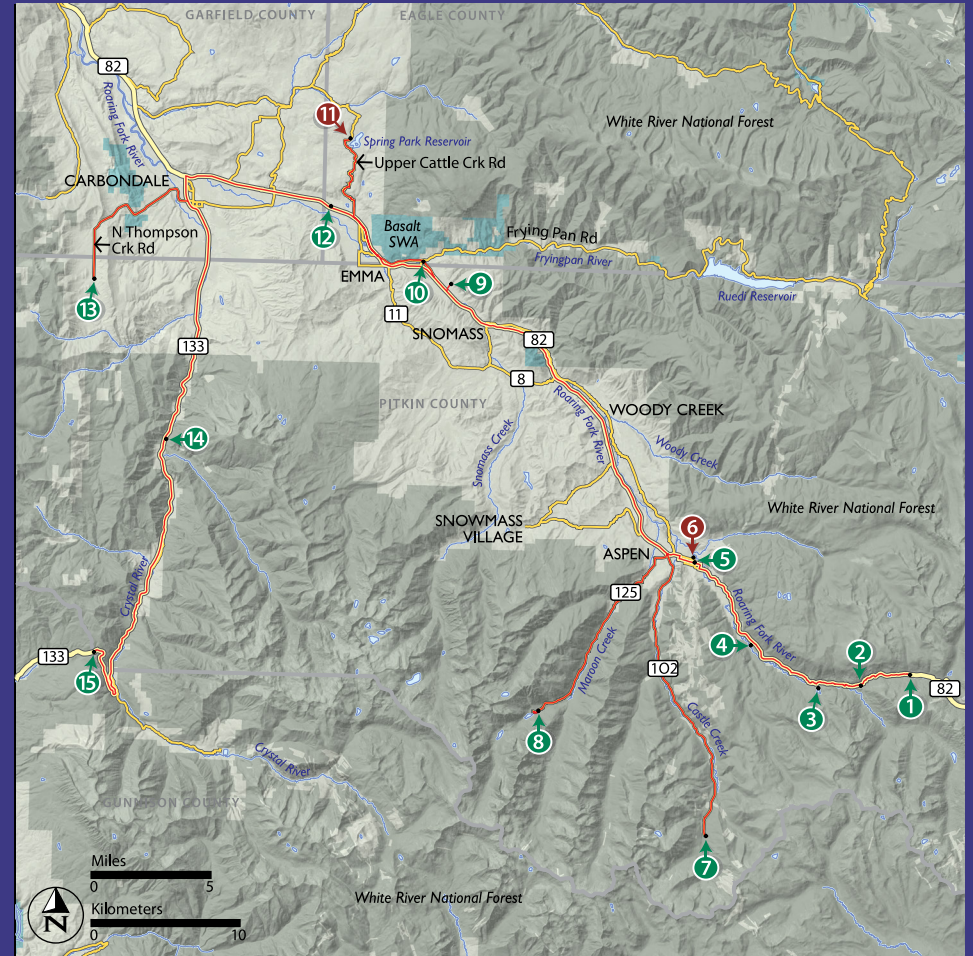 GARFIELD COUNTY
EAGLE COUNTY
82
Roaring Fork River
11
Spring Park Reservoir
White River National Forest
Upper Cattle Crk Rd
CARBONDALE
Basalt
SWA
N Thompson
Crk Rd
12
Frying Pan Rd
Fryingpan River
EMMA
13
10
9
Ruedi Reservoir
11
SNOMASS
82
133
8
PITKIN COUNTY
Roaring Fork River
WOODY CREEK
14
Snomass Creek
Woody Creek
White River National Forest
SNOWMASS
VILLAGE
6
ASPEN
5
125
Crystal River
Roaring Fork River
Maroon Creek
4
2
133
102
15
82
3
1
Castle Creek
8
Crystal River
GUNNISON COUNTY
Miles
0 5
7
White River National Forest
Kilometers
0 10
N